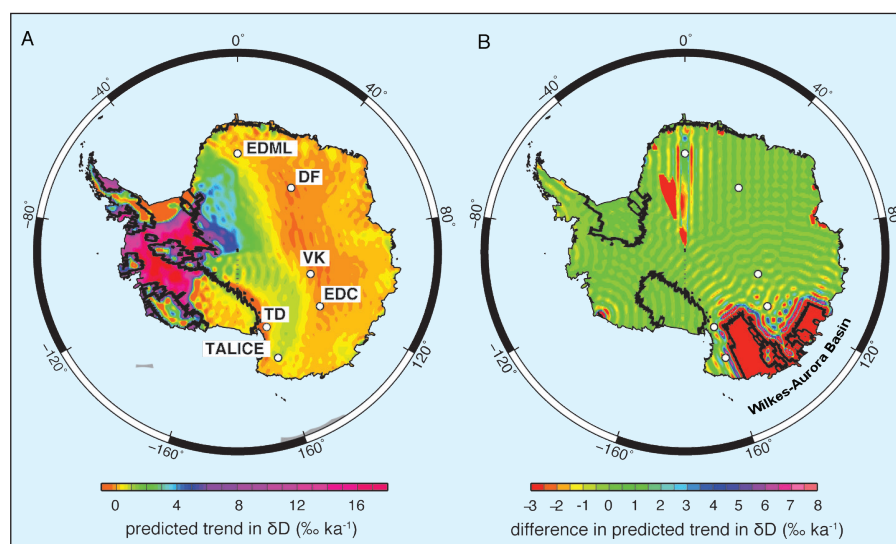 A
0°
40°
80°
120°
160°
−160°
−120°
−80°
−40°
EDML
DF
VK
EDC
TD
TALICE
0 4 8 12 16
predicted trend in δD (‰ ka⁻¹)
B
0°
40°
80°
120°
160°
−160°
−120°
−80°
−40°
Wilkes-Aurora Basin
-3 -2 -1 0 1 2 3 4 5 6 7 8
difference in predicted trend in δD (‰ ka⁻¹)